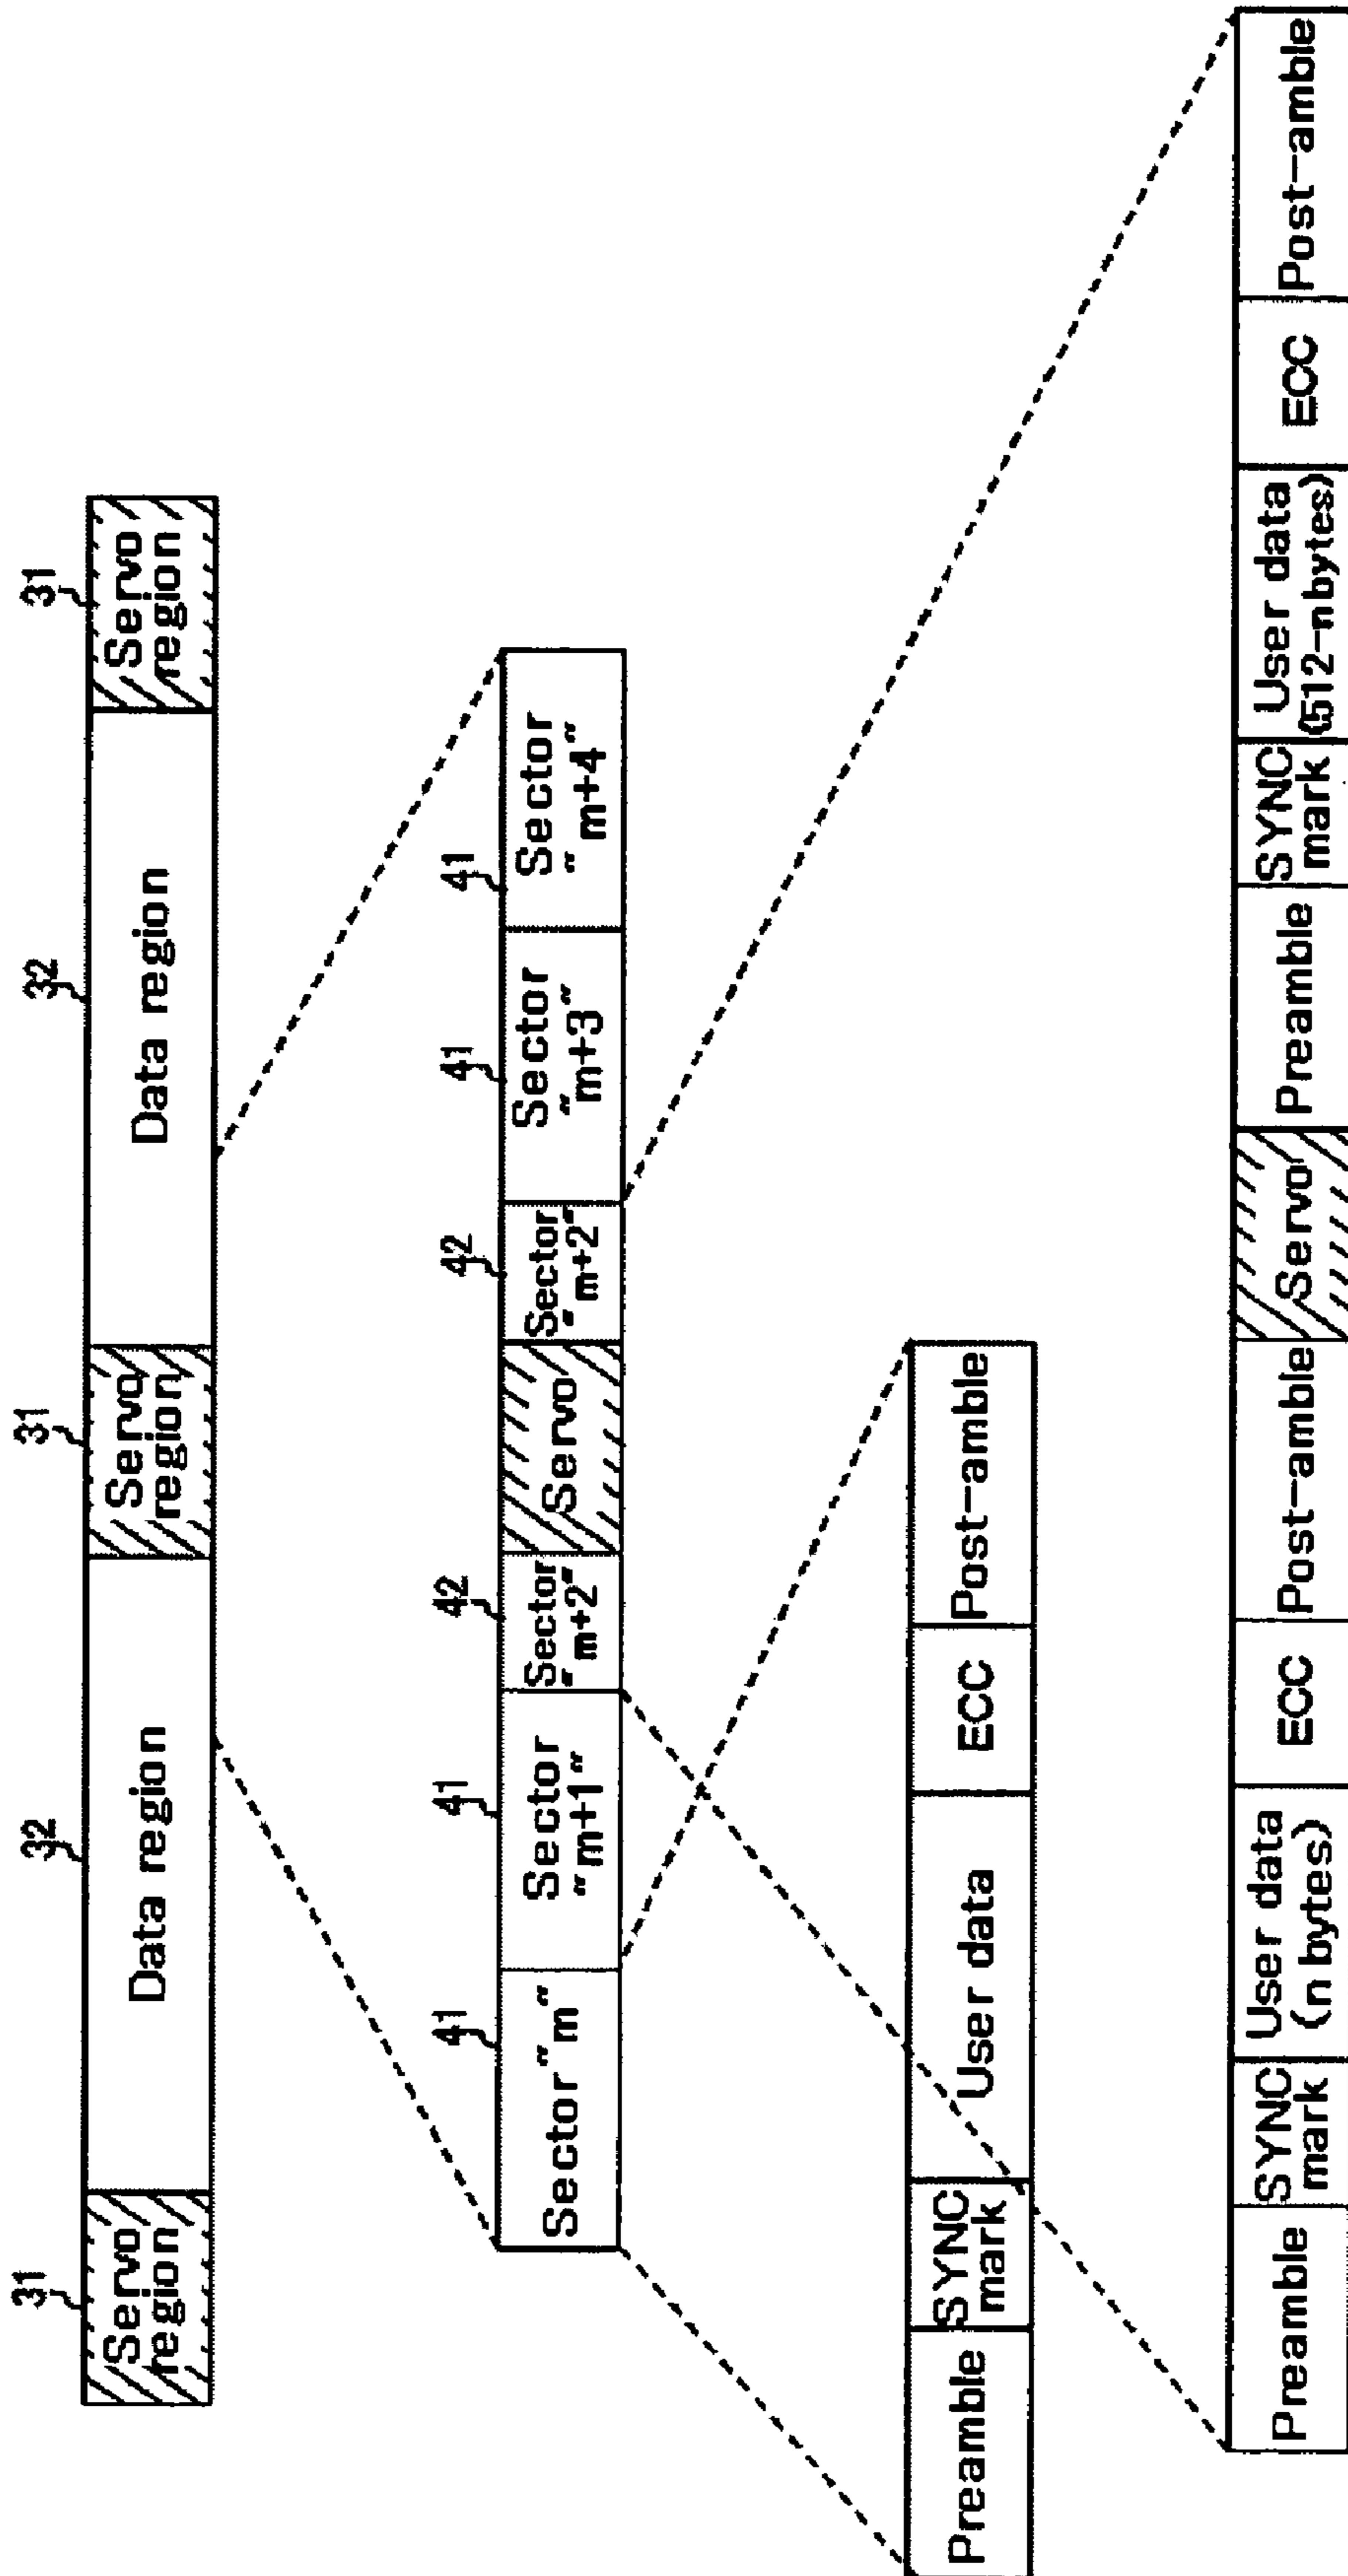 31
32
31
32
31
Servo
region
Data region
Servo
region
Data region
Servo
region
41
41
42
42
41
41
Sector “m”
Sector
“m+1”
Sector
“m+2”
Servo
Sector
“m+2”
Sector
“m+3”
Sector
“m+4”
Preamble
SYNC
mark
User data
ECC
Post-amble
Preamble
SYNC
mark
User data
(n bytes)
ECC
Post-amble
Servo
Preamble
SYNC
mark
User data
(512-n bytes)
ECC
Post-amble